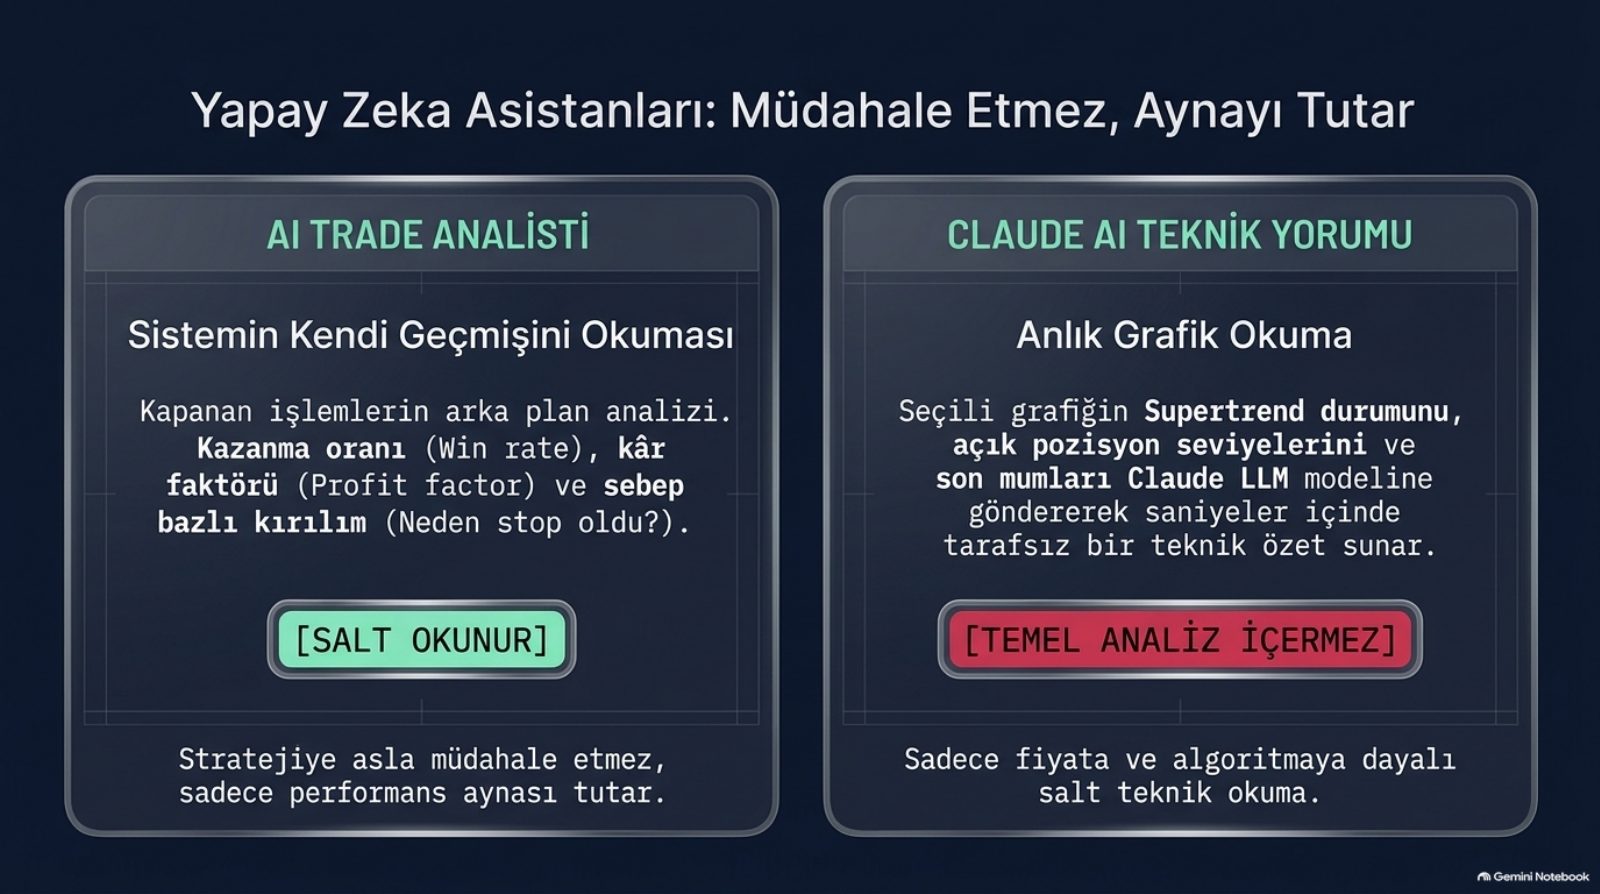 Yapay Zeka Asistanları: Müdahale Etmez, Aynayı Tutar
AI TRADE ANALİSTİ
Sistemin Kendi Geçmişini Okuması
Kapanan işlemlerin arka plan analizi.
Kazanma oranı (Win rate), kâr
faktörü (Profit factor) ve sebep
bazlı kırılım (Neden stop oldu?).
[SALT OKUNUR]
Stratejiye asla müdahale etmez,
sadece performans aynası tutar.
CLAUDE AI TEKNİK YORUMU
Anlık Grafik Okuma
Seçili grafiğin Supertrend durumunu,
açık pozisyon seviyelerini ve
son mumları Claude LLM modeline
göndererek saniyeler içinde
tarafsız bir teknik özet sunar.
[TEMEL ANALİZ İÇERMEZ]
Sadece fiyata ve algoritmaya dayalı
salt teknik okuma.
Gemini Notebook